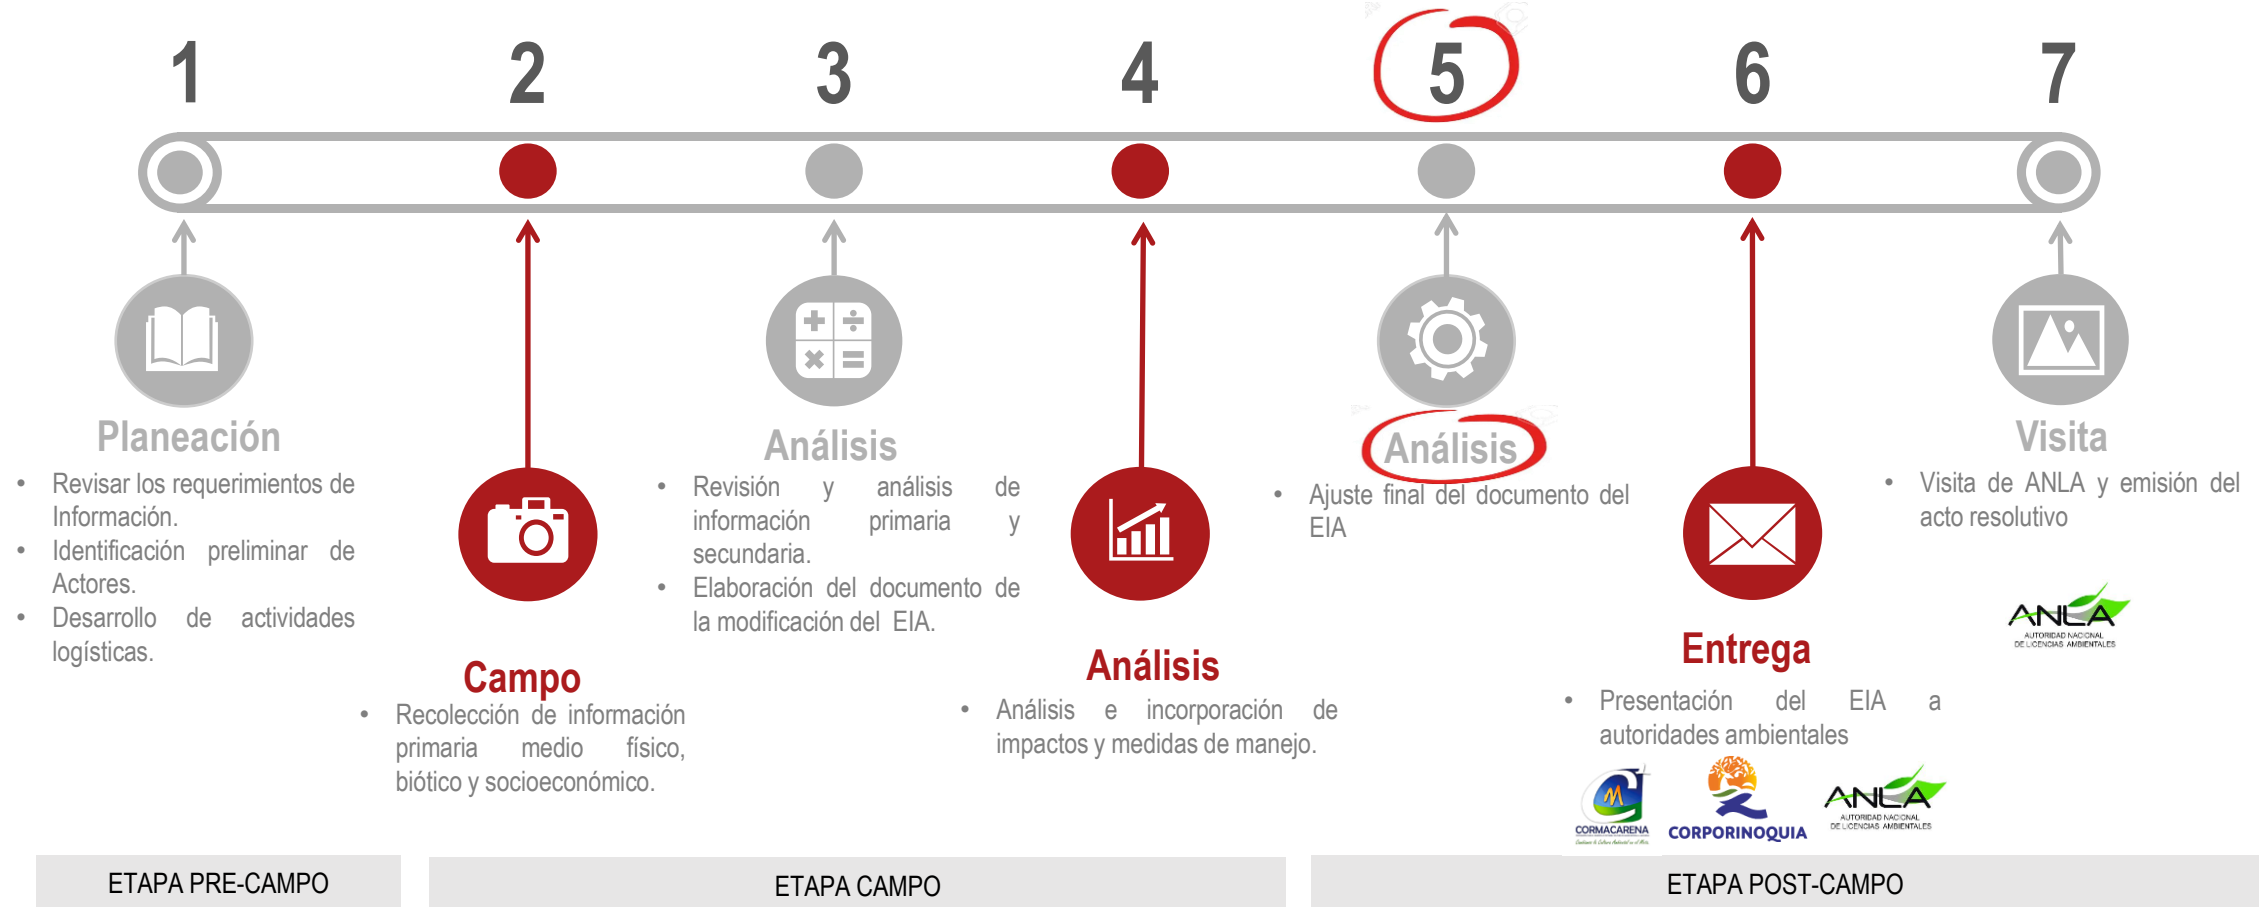 1
2
3
4
5
6
7
Planeación
• Revisar los requerimientos de
Información.
• Identificación preliminar de
Actores.
• Desarrollo de actividades
logísticas.
Campo
• Recolección de información
primaria medio físico,
biótico y socioeconómico.
Análisis
• Revisión y análisis de
información primaria y
secundaria.
• Elaboración del documento de
la modificación del EIA.
Análisis
• Análisis e incorporación de
impactos y medidas de manejo.
Análisis
• Ajuste final del documento del
EIA
Entrega
• Presentación del EIA a
autoridades ambientales
CORMACARENA
CORPORINOQUIA
ANLA
AUTORIDAD NACIONAL
DE LICENCIAS AMBIENTALES
Visita
• Visita de ANLA y emisión del
acto resolutivo
ANLA
AUTORIDAD NACIONAL
DE LICENCIAS AMBIENTALES
ETAPA PRE-CAMPO
ETAPA CAMPO
ETAPA POST-CAMPO